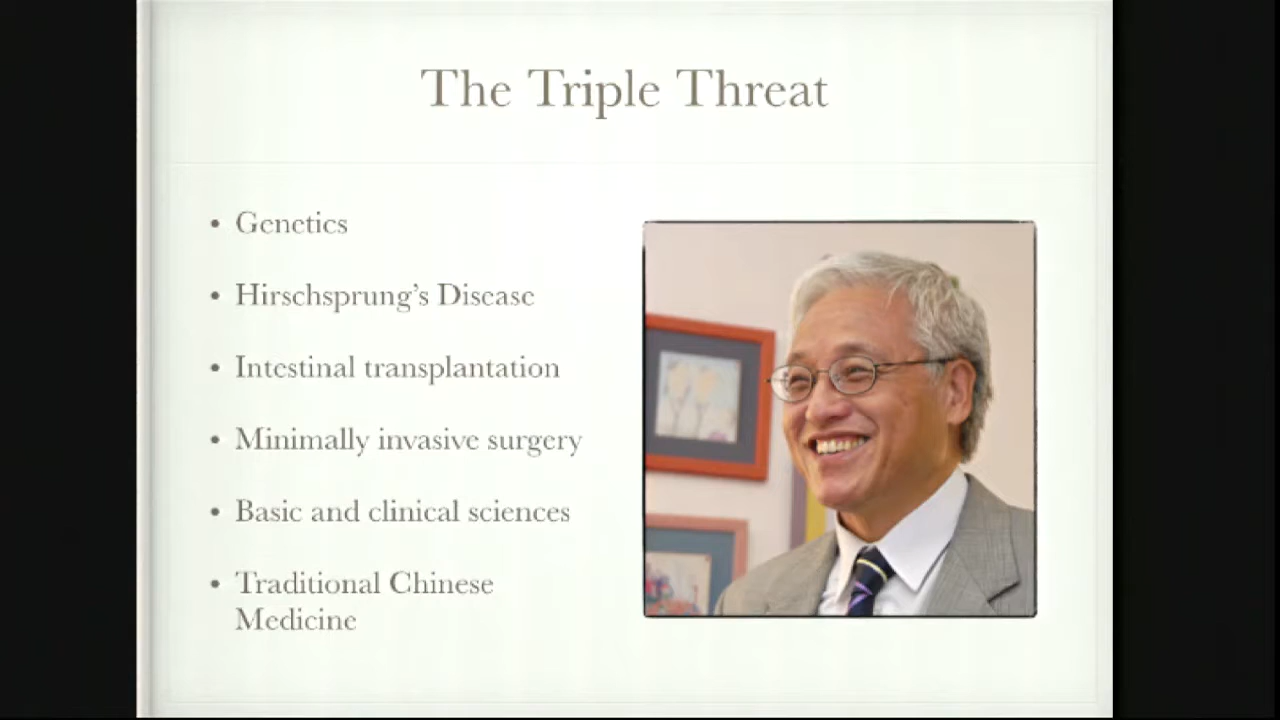 The Triple Threat
• Genetics
• Hirschsprung’s Disease
• Intestinal transplantation
• Minimally invasive surgery
• Basic and clinical sciences
• Traditional Chinese
Medicine